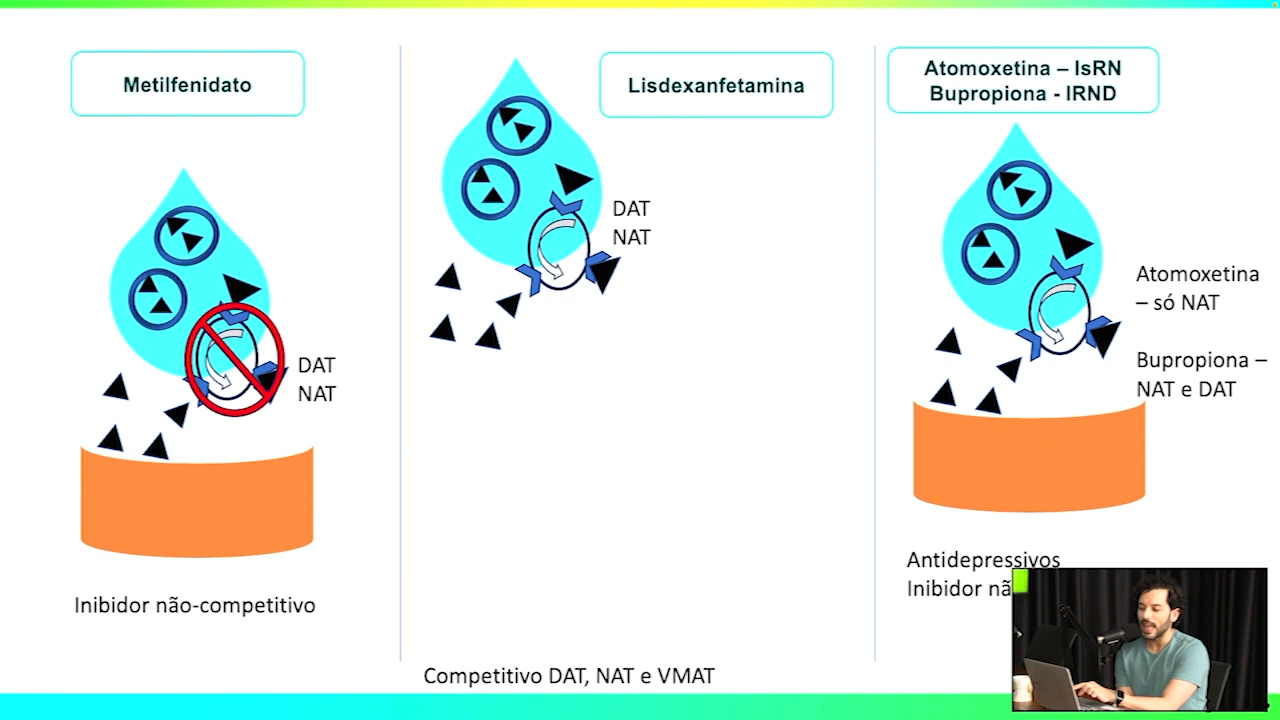 Metilfenidato
DAT
NAT
Inibidor não-competitivo
Lisdexanfetamina
DAT
NAT
Competitivo DAT, NAT e VMAT
Atomoxetina – IsRN
Bupropiona - IRND
Atomoxetina
– só NAT
Bupropiona –
NAT e DAT
Antidepressivos
Inibidor